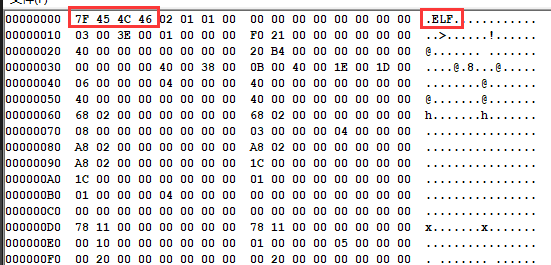 00000000 7F 45 4C 46 02 01 01 00 00 00 00 00 00 00 00 00 .ELF............
00000010 03 00 3E 00 01 00 00 00 F0 21 00 00 00 00 00 00 ..>......!......
00000020 40 00 00 00 00 00 00 00 20 B4 00 00 00 00 00 00 @....... .......
00000030 00 00 00 00 40 00 38 00 0B 00 40 00 1E 00 1D 00 ....@.8...@.....
00000040 06 00 00 00 04 00 00 00 40 00 00 00 00 00 00 00 ........@.......
00000050 40 00 00 00 00 00 00 00 40 00 00 00 00 00 00 00 @.......@.......
00000060 68 02 00 00 00 00 00 00 68 02 00 00 00 00 00 00 h.......h.......
00000070 08 00 00 00 00 00 00 00 03 00 00 00 04 00 00 00 ................
00000080 A8 02 00 00 00 00 00 00 A8 02 00 00 00 00 00 00 ................
00000090 A8 02 00 00 00 00 00 00 1C 00 00 00 00 00 00 00 ................
000000A0 1C 00 00 00 00 00 00 00 01 00 00 00 00 00 00 00 ................
000000B0 01 00 00 00 04 00 00 00 00 00 00 00 00 00 00 00 ................
000000C0 00 00 00 00 00 00 00 00 00 00 00 00 00 00 00 00 ................
000000D0 78 11 00 00 00 00 00 00 78 11 00 00 00 00 00 00 x.......x.......
000000E0 00 10 00 00 00 00 00 00 01 00 00 00 05 00 00 00 ................
000000F0 00 20 00 00 00 00 00 00 00 20 00 00 00 00 00 00 . ....... ......